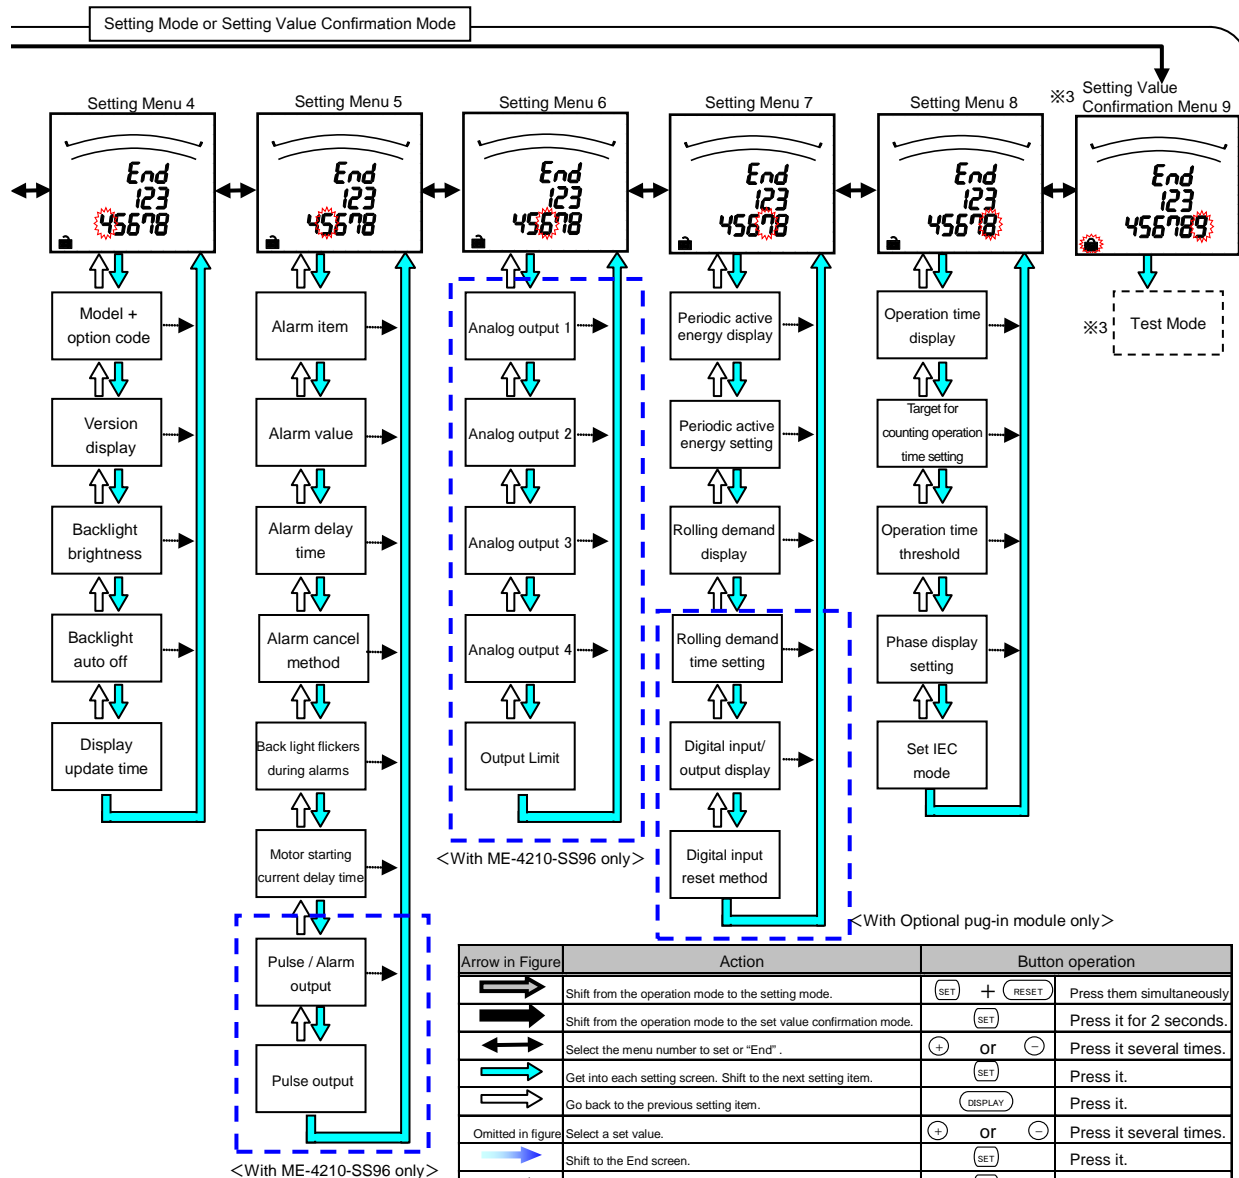 Setting Mode or Setting Value Confirmation Mode
Setting Menu 4
End
123
45678
Model +
option code
Version
display
Backlight
brightness
Backlight
auto off
Display
update time
Setting Menu 5
End
123
45678
Alarm item
Alarm value
Alarm delay
time
Alarm cancel
method
Back light flickers
during alarms
Motor starting
current delay time
Pulse / Alarm
output
Pulse output
<With ME-4210-SS96 only>
Setting Menu 6
End
123
45678
Analog output 1
Analog output 2
Analog output 3
Analog output 4
Output Limit
<With ME-4210-SS96 only>
Setting Menu 7
End
123
45678
Periodic active
energy display
Periodic active
energy setting
Rolling demand
display
Rolling demand
time setting
Digital input/
output display
Digital input
reset method
<With Optional pug-in module only>
Setting Menu 8
End
123
45678
Operation time
display
Target for
counting operation
time setting
Operation time
threshold
Phase display
setting
Set IEC
mode
※3 Setting Value
Confirmation Menu 9
End
123
456789
※3 Test Mode
Arrow in Figure Action Button operation
Shift from the operation mode to the setting mode. SET + RESET Press them simultaneously
Shift from the operation mode to the set value confirmation mode. SET Press it for 2 seconds.
Select the menu number to set or “End” . + or − Press it several times.
Get into each setting screen. Shift to the next setting item. SET Press it.
Go back to the previous setting item. DISPLAY Press it.
Omitted in figure Select a set value. + or − Press it several times.
Shift to the End screen. SET Press it.